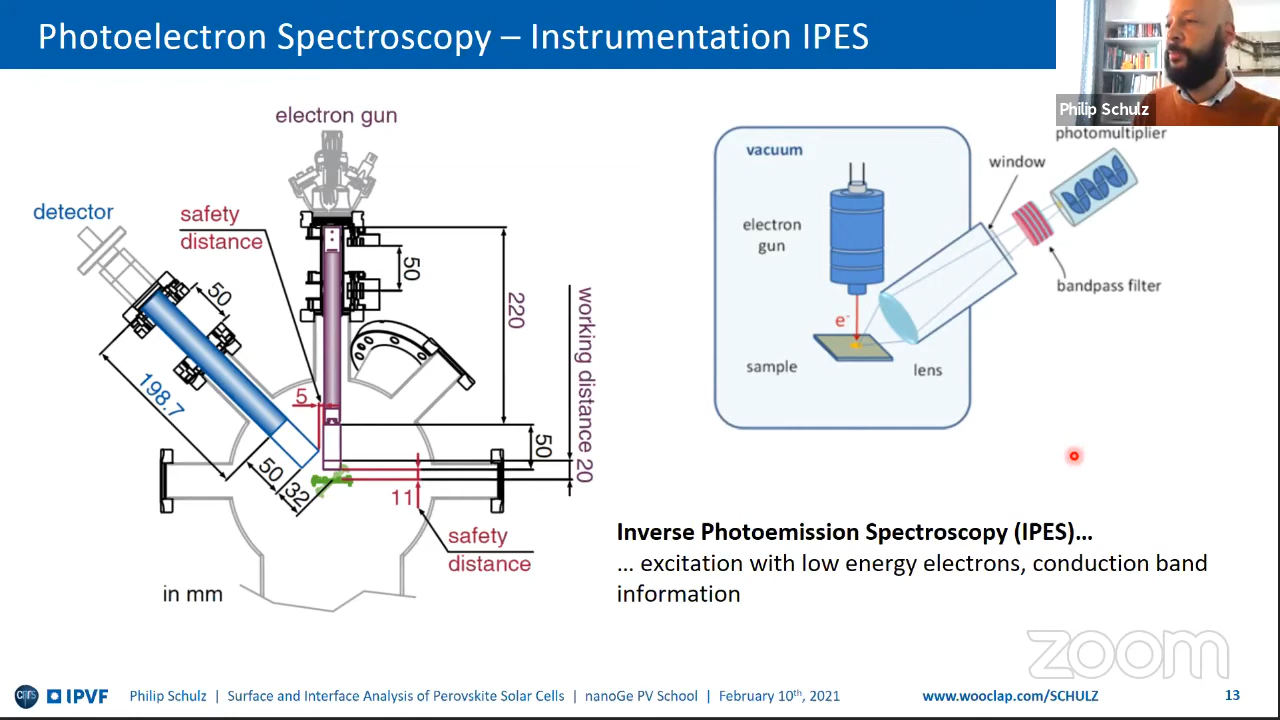 Photoelectron Spectroscopy – Instrumentation IPES
Philip Schulz
electron gun
detector
safety
distance
50
50
220
198.7
5
50
32
50
11
working distance 20
safety
distance
in mm
vacuum
electron
gun
e-
sample
lens
window
photomultiplier
bandpass filter
Inverse Photoemission Spectroscopy (IPES)...
... excitation with low energy electrons, conduction band
information
zoom
cnrs
IPVF
Philip Schulz | Surface and Interface Analysis of Perovskite Solar Cells | nanoGe PV School | February 10th, 2021
www.wooclap.com/SCHULZ
13